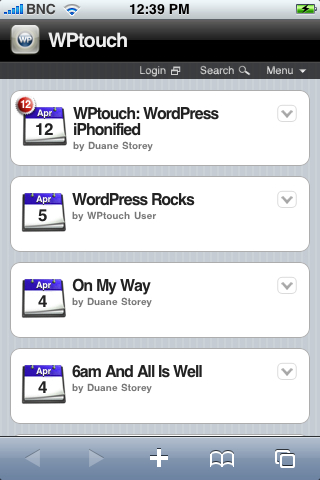 BNC 12:39 PM
WP WPtouch
Login Search Menu
12
Apr
12
WPtouch: WordPress
iPhonified
by Duane Storey
Apr
5
WordPress Rocks
by WPtouch User
Apr
4
On My Way
by Duane Storey
Apr
4
6am And All Is Well
by Duane Storey